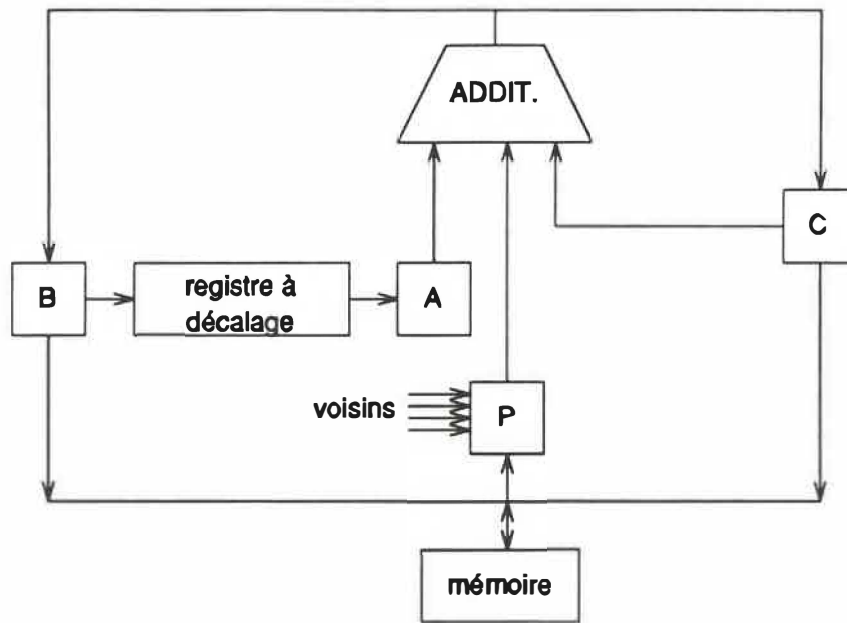 ADDIT.
C
B
registre à
décalage
A
voisins
P
mémoire